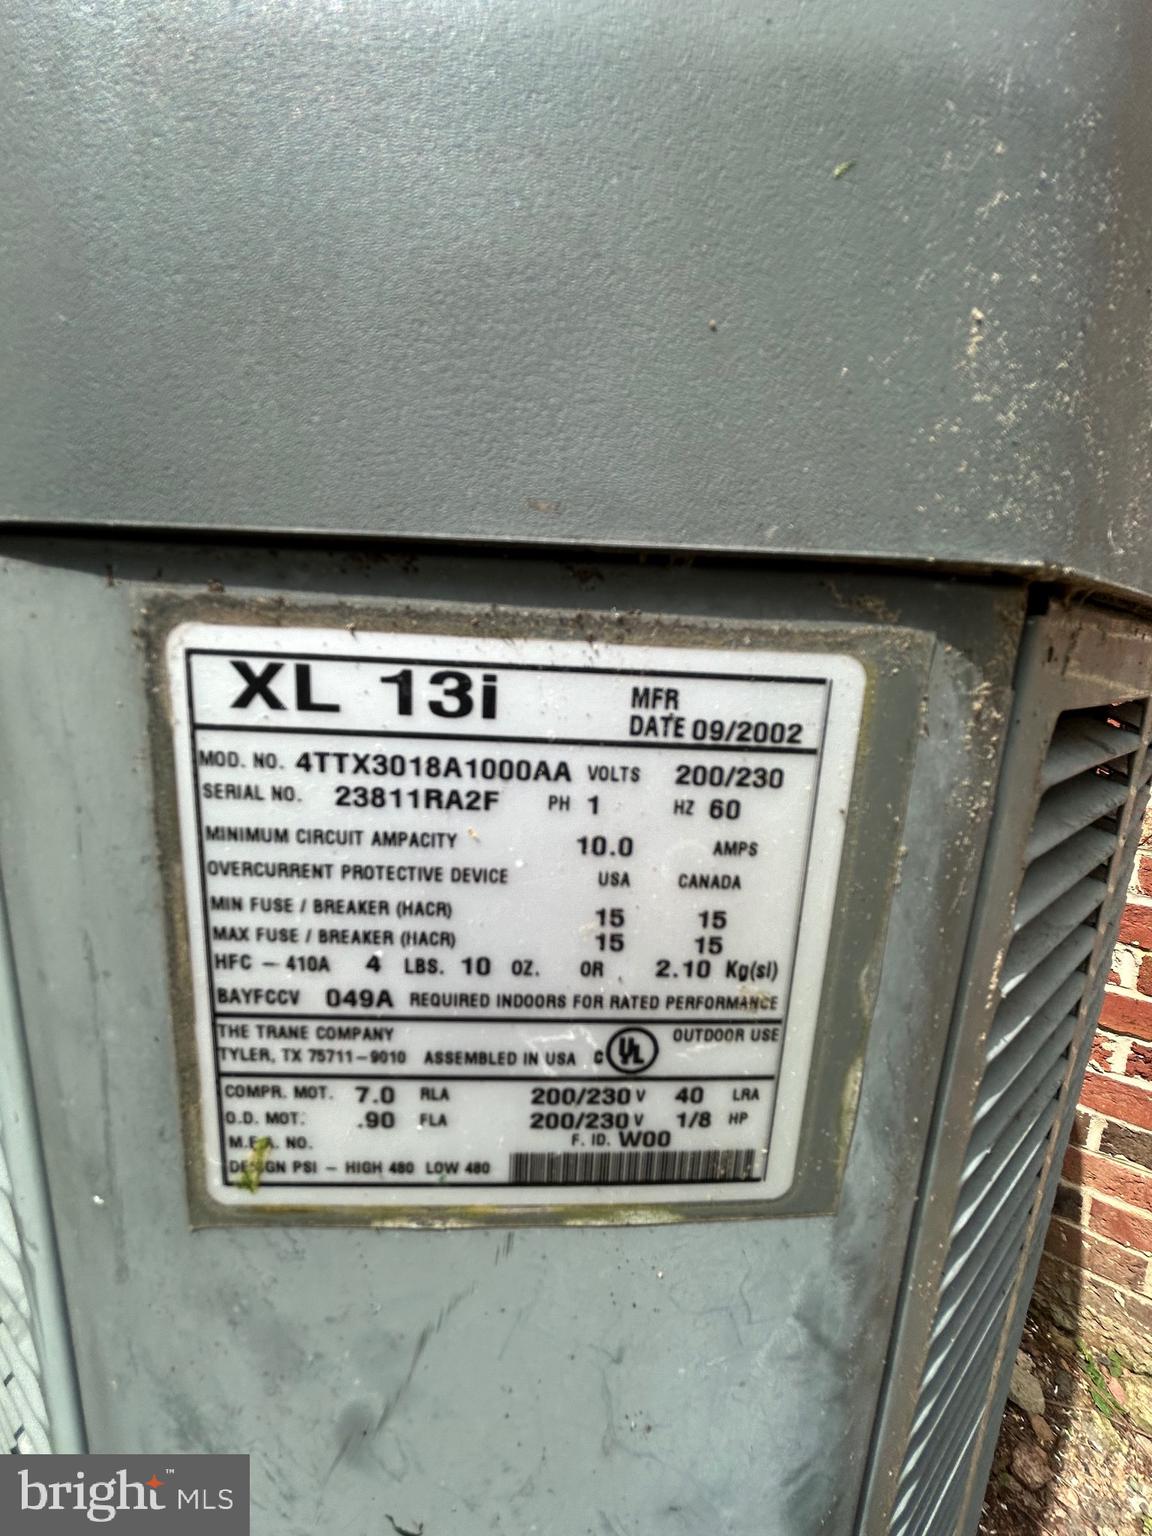 XL 13i
MFR
DATE 09/2002
MOD. NO. 4TTX3018A1000AA VOLTS 200/230
SERIAL NO. 23811RA2F PH 1 HZ 60
MINIMUM CIRCUIT AMPACITY 10.0 AMPS
OVERCURRENT PROTECTIVE DEVICE USA CANADA
MIN FUSE / BREAKER (HACR) 15 15
MAX FUSE / BREAKER (HACR) 15 15
HFC - 410A 4 LBS. 10 OZ. OR 2.10 Kg(si)
BAYFCCV 049A REQUIRED INDOORS FOR RATED PERFORMANCE
THE TRANE COMPANY OUTDOOR USE
TYLER, TX 75711-9010 ASSEMBLED IN USA C UL
COMPR. MOT. 7.0 RLA 200/230 V 40 LRA
O.D. MOT. .90 FLA 200/230 V 1/8 HP
M.E.A. NO. F. ID. W00
DESIGN PSI - HIGH 480 LOW 480
bright™ MLS